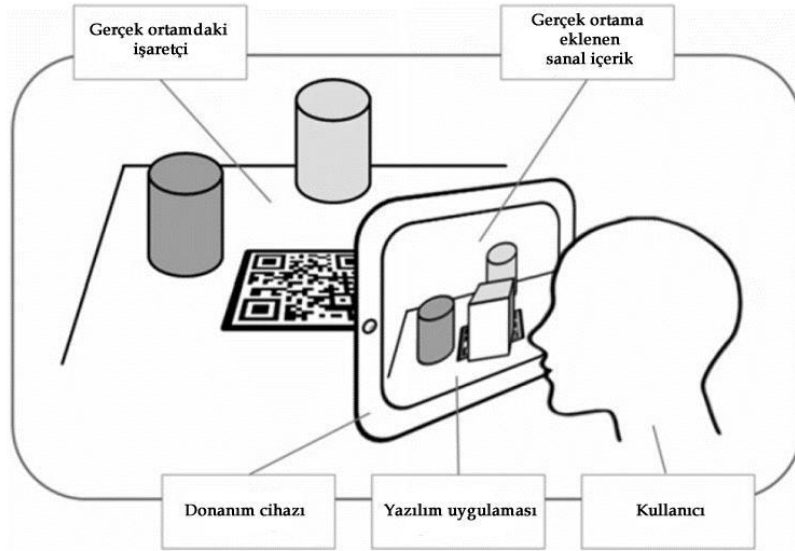 Gerçek ortamdaki
işaretçi
Gerçek ortama
eklenen
sanal içerik
Donanım cihazı
Yazılım uygulaması
Kullanıcı